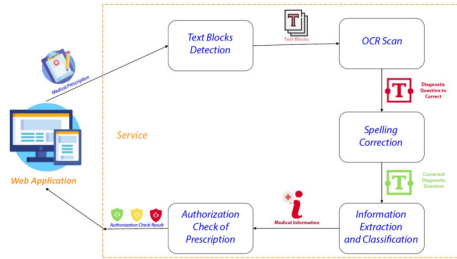 Text Blocks
Detection
T
Text Blocks
OCR Scan
Medical Prescription
T
Diagnostic
Question to
Correct
Service
Spelling
Correction
Web Application
T
Corrected
Diagnostic
Question
Authorization Check Result
Authorization
Check of
Prescription
i
Medical Information
Information
Extraction
and Classification